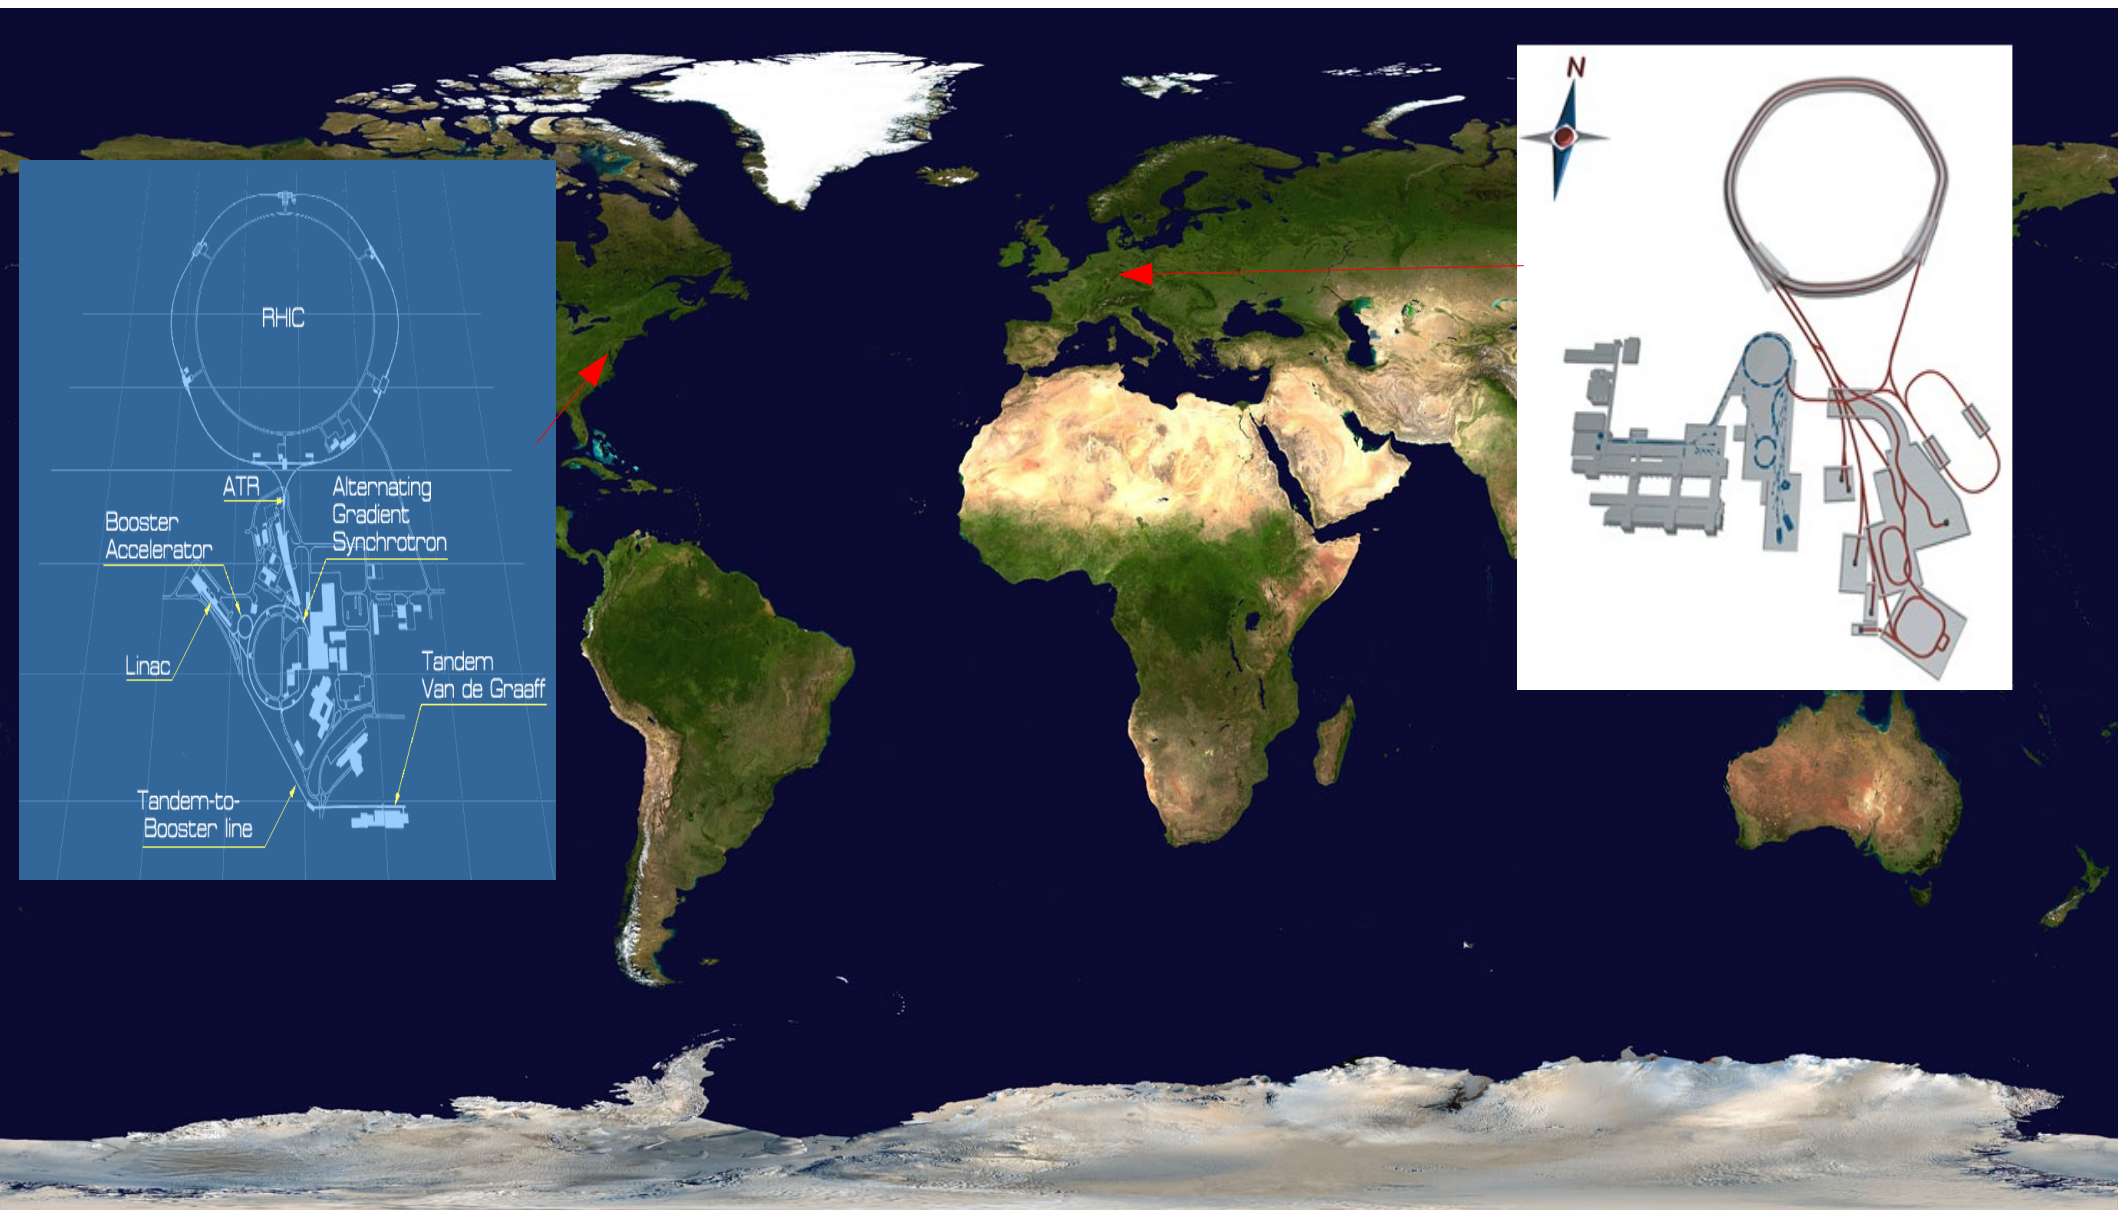 N
RHIC
ATR
Alternating
Gradient
Synchrotron
Booster
Accelerator
Linac
Tandem
Van de Graaff
Tandem-to-
Booster line